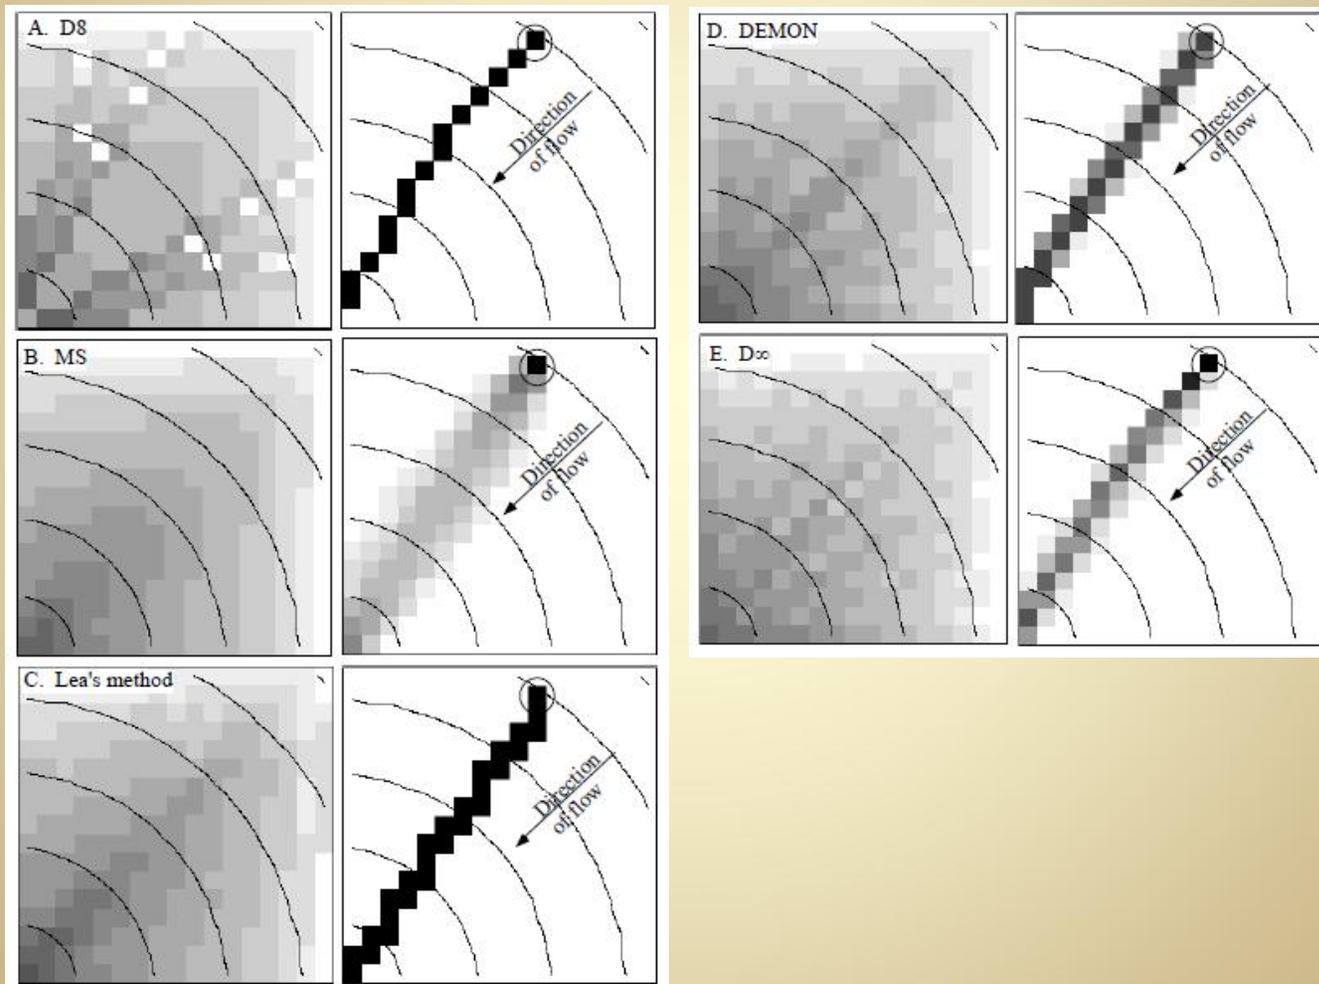 A. D8
Direction
of flow
B. MS
Direction
of flow
C. Lea's method
Direction
of flow
D. DEMON
Direction
of flow
E. D∞
Direction
of flow